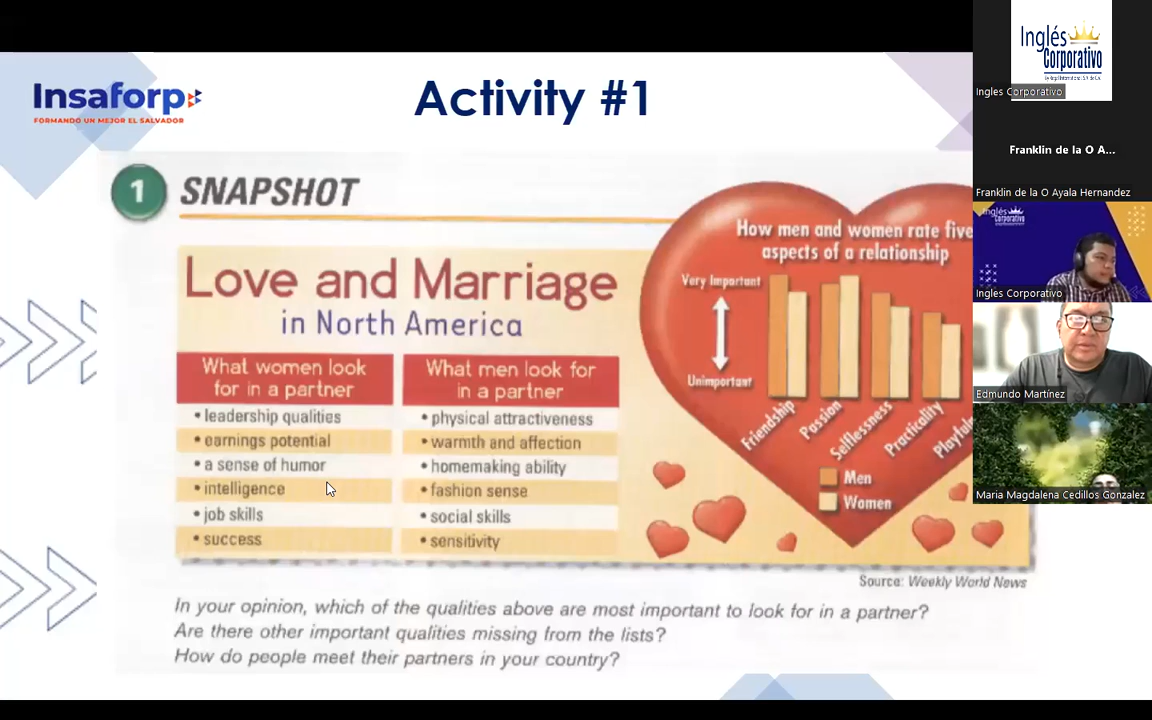 Insaforp
FORMANDO UN MEJOR EL SALVADOR
Activity #1
1 SNAPSHOT
Love and Marriage
in North America
What women look
for in a partner
• leadership qualities
• earnings potential
• a sense of humor
• intelligence
• job skills
• success
What men look for
in a partner
• physical attractiveness
• warmth and affection
• homemaking ability
• fashion sense
• social skills
• sensitivity
How men and women rate five
aspects of a relationship
Very Important
Unimportant
Friendship
Passion
Selflessness
Practicality
Playfuln
Men
Women
Source: Weekly World News
In your opinion, which of the qualities above are most important to look for in a partner?
Are there other important qualities missing from the lists?
How do people meet their partners in your country?
Inglés
Corporativo
Ingles Corporativo
Franklin de la O A...
Franklin de la O Ayala Hernandez
Inglés
Corporativo
Ingles Corporativo
Edmundo Martínez
Maria Magdalena Cedillos Gonzalez